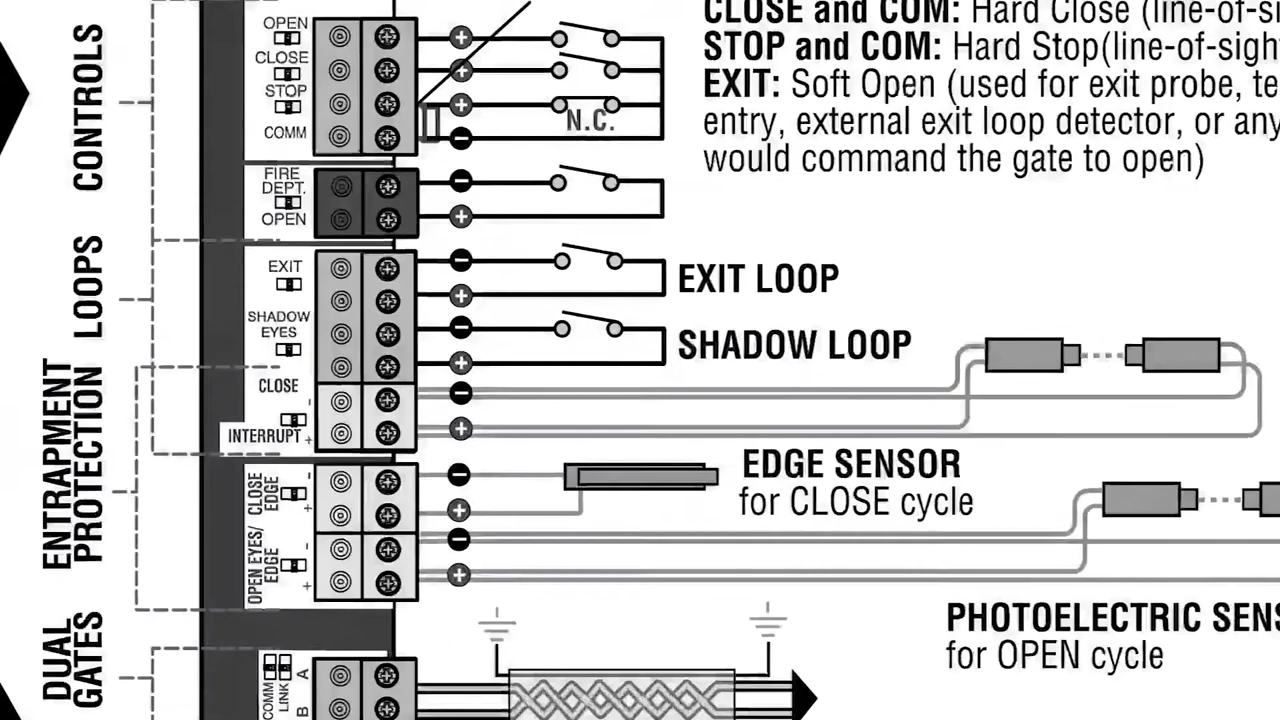 CONTROLS
LOOPS
ENTRAPMENT
PROTECTION
DUAL
GATES
OPEN
CLOSE
STOP
COMM
FIRE
DEPT.
OPEN
EXIT
SHADOW
EYES
CLOSE
-
INTERRUPT +
CLOSE
EDGE
-
+
OPEN EYES/
EDGE
-
+
COMM
LINK
A
B
N.C.
CLOSE and COM: Hard Close (line-of-si
STOP and COM: Hard Stop(line-of-sight
EXIT: Soft Open (used for exit probe, te
entry, external exit loop detector, or any
would command the gate to open)
EXIT LOOP
SHADOW LOOP
EDGE SENSOR
for CLOSE cycle
PHOTOELECTRIC SENS
for OPEN cycle